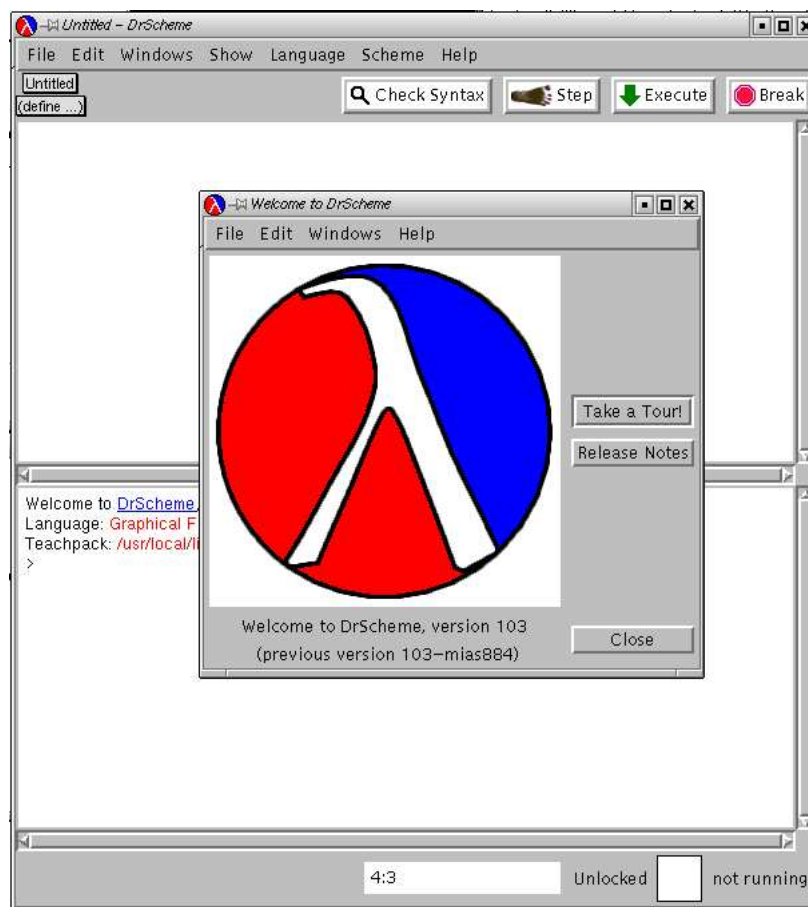 Untitled - DrScheme
File Edit Windows Show Language Scheme Help
Untitled
(define ...)
Check Syntax
Step
Execute
Break
Welcome to DrScheme
File Edit Windows Help
Take a Tour!
Release Notes
Welcome to DrScheme, version 103
(previous version 103-mias884)
Close
Welcome to DrScheme,
Language: Graphical F
Teachpack: /usr/local/li
>
4:3
Unlocked
not running